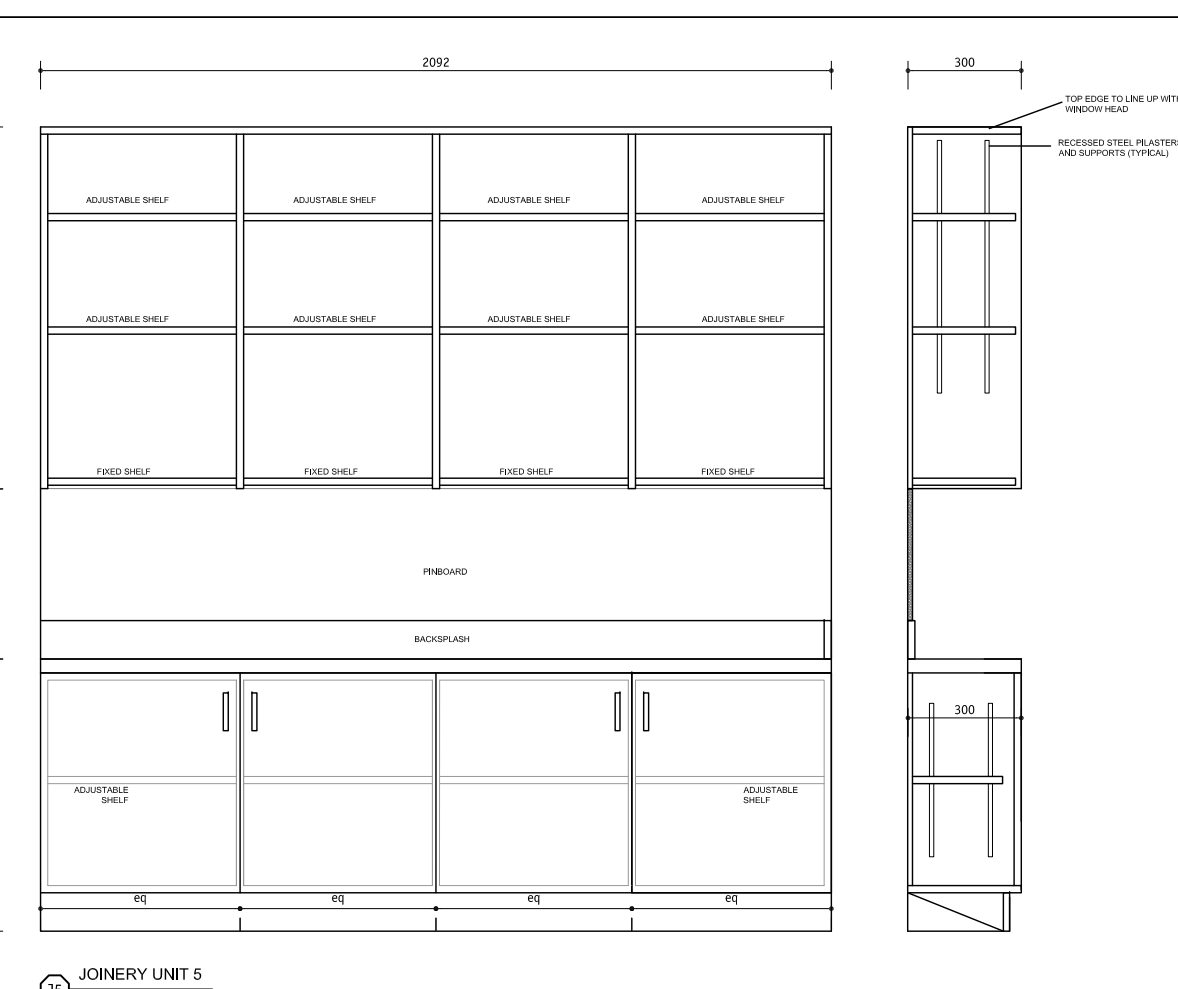 2092
300
TOP EDGE TO LINE UP WITH
WINDOW HEAD
RECESSED STEEL PILASTERS
AND SUPPORTS (TYPICAL)
ADJUSTABLE SHELF ADJUSTABLE SHELF ADJUSTABLE SHELF ADJUSTABLE SHELF
ADJUSTABLE SHELF ADJUSTABLE SHELF ADJUSTABLE SHELF ADJUSTABLE SHELF
FIXED SHELF FIXED SHELF FIXED SHELF FIXED SHELF
PINBOARD
BACKSPLASH
300
ADJUSTABLE
SHELF
ADJUSTABLE
SHELF
eq eq eq eq
JOINERY UNIT 5